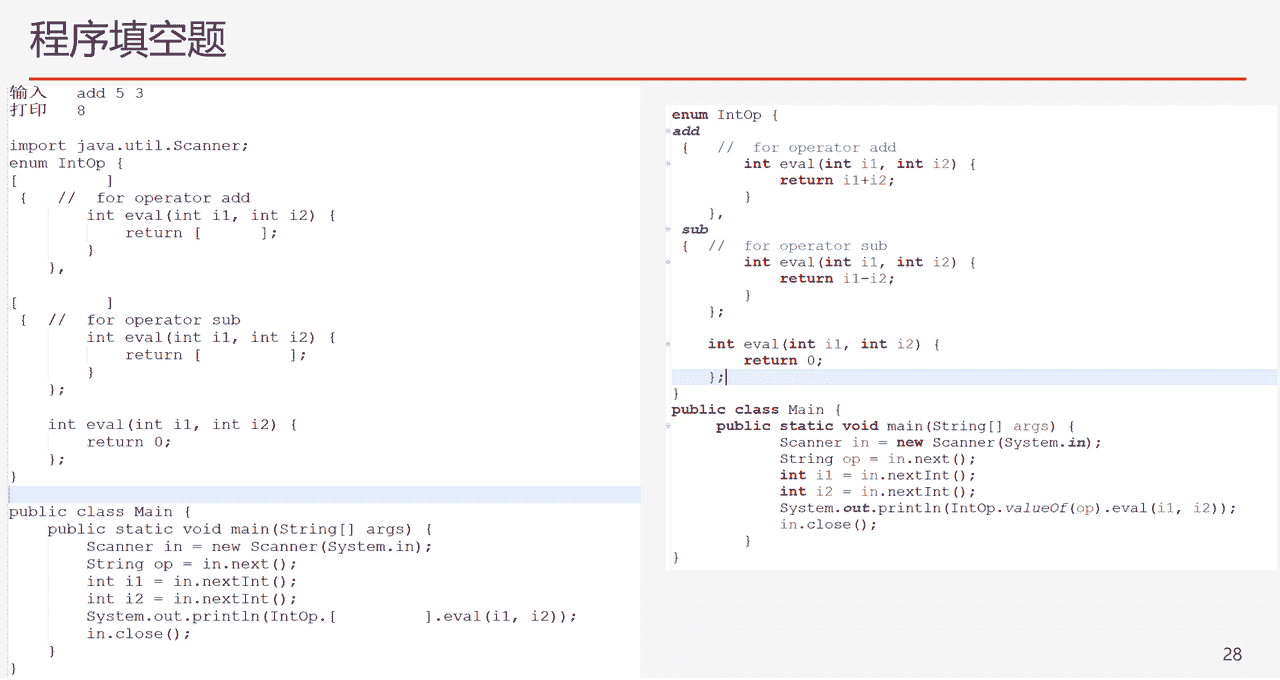 程序填空题
输入   add 5 3
打印   8
import java.util.Scanner;
enum IntOp {
[          ]
 {   //  for operator add
        int eval(int i1, int i2) {
            return [      ];
        }
    },
[          ]
 {  //  for operator sub
        int eval(int i1, int i2) {
            return [         ];
        }
    };
    int eval(int i1, int i2) {
        return 0;
    };
}
public class Main {
    public static void main(String[] args) {
        Scanner in = new Scanner(System.in);
        String op = in.next();
        int i1 = in.nextInt();
        int i2 = in.nextInt();
        System.out.println(IntOp.[         ].eval(i1, i2));
        in.close();
    }
}
enum IntOp {
add
 {   //  for operator add
        int eval(int i1, int i2) {
            return i1+i2;
        }
    },
 sub
 {  //  for operator sub
        int eval(int i1, int i2) {
            return i1-i2;
        }
    };
    int eval(int i1, int i2) {
        return 0;
    };
}
public class Main {
    public static void main(String[] args) {
            Scanner in = new Scanner(System.in);
            String op = in.next();
            int i1 = in.nextInt();
            int i2 = in.nextInt();
            System.out.println(IntOp.valueOf(op).eval(i1, i2));
            in.close();
        }
}
28